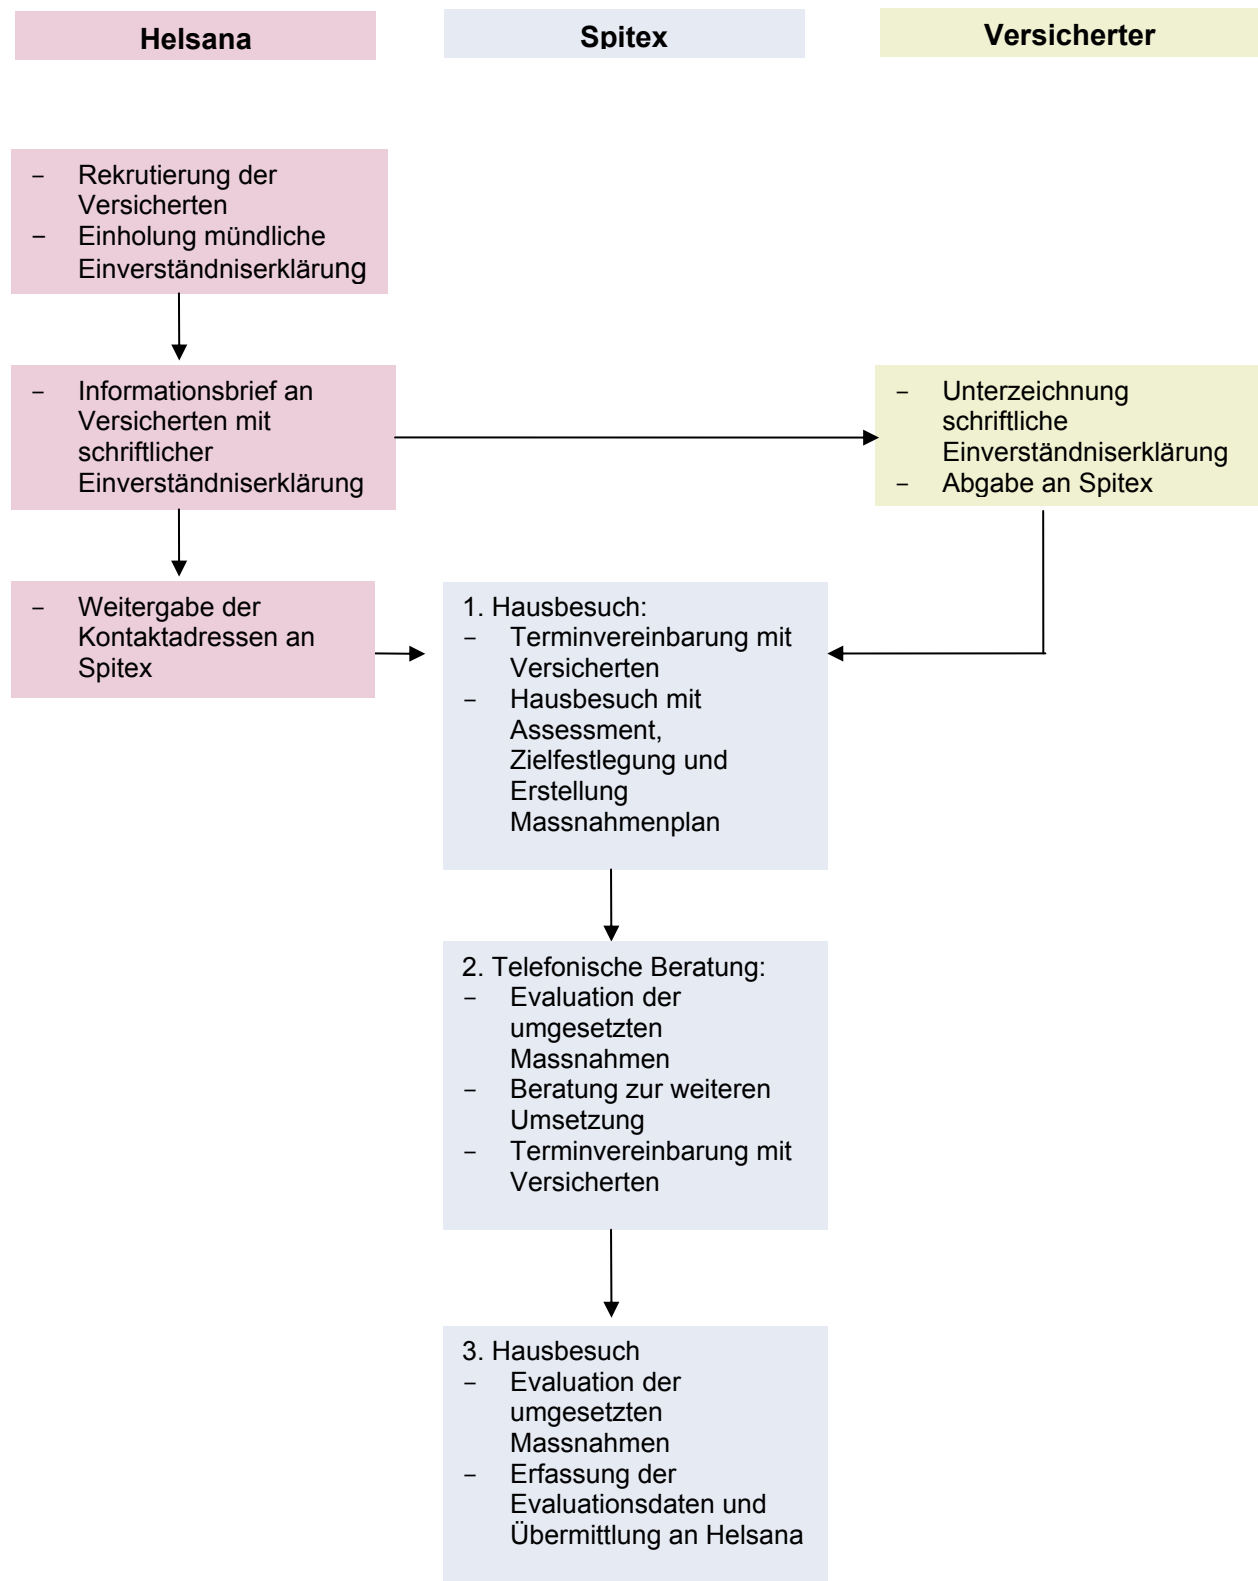 Helsana
Spitex
Versicherter
– Rekrutierung der
Versicherten
– Einholung mündliche
Einverständniserklärung
– Informationsbrief an
Versicherten mit
schriftlicher
Einverständniserklärung
– Unterzeichnung
schriftliche
Einverständniserklärung
– Abgabe an Spitex
– Weitergabe der
Kontaktadressen an
Spitex
1. Hausbesuch:
– Terminvereinbarung mit
Versicherten
– Hausbesuch mit
Assessment,
Zielfestlegung und
Erstellung
Massnahmenplan
2. Telefonische Beratung:
– Evaluation der
umgesetzten
Massnahmen
– Beratung zur weiteren
Umsetzung
– Terminvereinbarung mit
Versicherten
3. Hausbesuch
– Evaluation der
umgesetzten
Massnahmen
– Erfassung der
Evaluationsdaten und
Übermittlung an Helsana